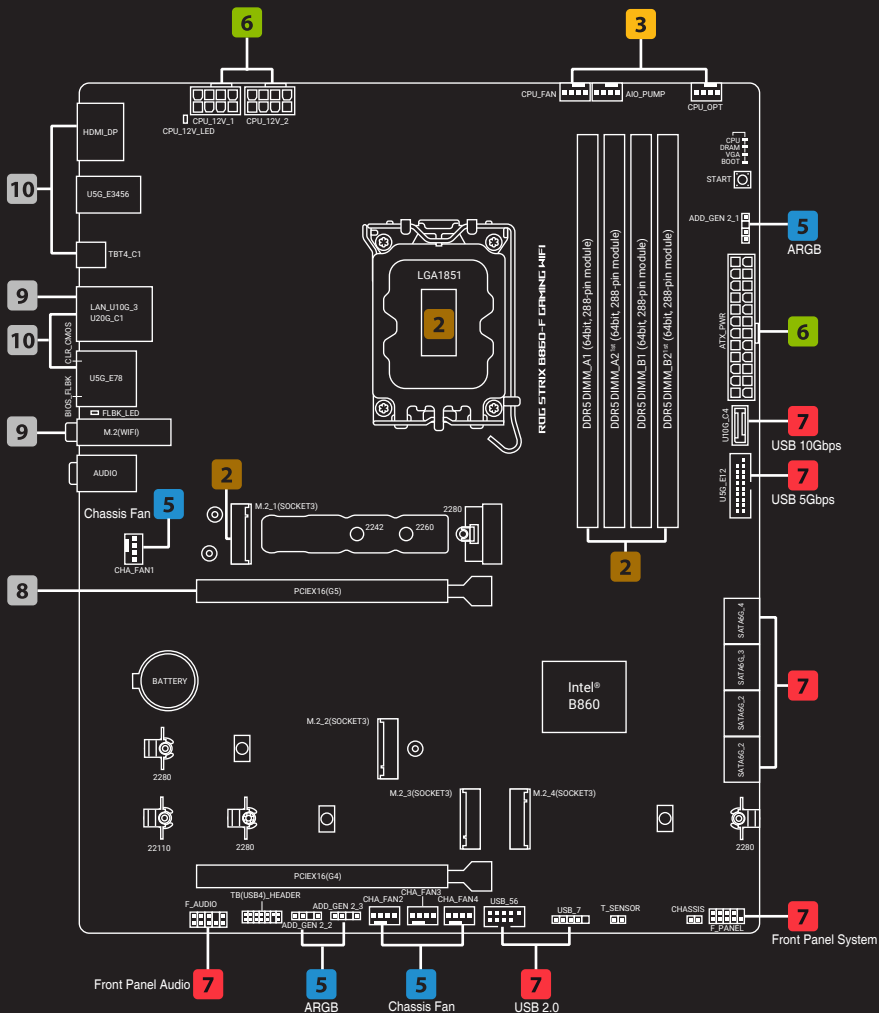 6
3
CPU_FAN
AIO_PUMP
CPU_OPT
CPU_12V_1
CPU_12V_2
CPU_12V_LED
HDMI_DP
CPU
DRAM
VGA
BOOT
START
10
U5G_E3456
ADD_GEN 2_1
5
ARGB
TBT4_C1
LGA1851
2
ROG STRIX B860-F GAMING WIFI
DDR5 DIMM_A1 (64bit, 288-pin module)
DDR5 DIMM_A2 1st (64bit, 288-pin module)
DDR5 DIMM_B1 (64bit, 288-pin module)
DDR5 DIMM_B2 1st (64bit, 288-pin module)
ATX_PWR
6
9
LAN_U10G_3
U20G_C1
10
CLR_CMOS
U5G_E78
BIOS_FLBK
FLBK_LED
9
M.2(WIFI)
U10G_C4
7
USB 10Gbps
AUDIO
U5G_E12
7
USB 5Gbps
2
Chassis Fan
5
M.2_1(SOCKET3)
2280
2242
2260
CHA_FAN1
2
8
PCIEX16(G5)
SATA6G_4
SATA6G_3
SATA6G_2
SATA6G_2
7
BATTERY
Intel®
B860
M.2_2(SOCKET3)
2280
M.2_3(SOCKET3)
M.2_4(SOCKET3)
22110
2280
2280
PCIEX16(G4)
F_AUDIO
TB(USB4)_HEADER
ADD_GEN 2_2
ADD_GEN 2_3
CHA_FAN2
CHA_FAN3
CHA_FAN4
USB_56
USB_7
T_SENSOR
CHASSIS
F_PANEL
7
Front Panel System
Front Panel Audio
7
5
ARGB
5
Chassis Fan
7
USB 2.0